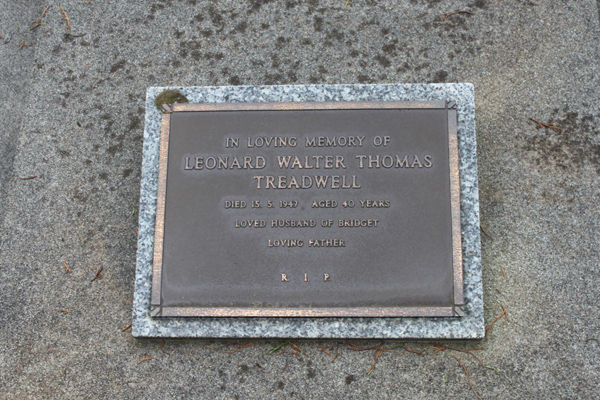 IN LOVING MEMORY OF
LEONARD WALTER THOMAS
TREADWELL
DIED 15. 5. 1947 AGED 40 YEARS
LOVED HUSBAND OF BRIDGET
LOVING FATHER
R. I. P.